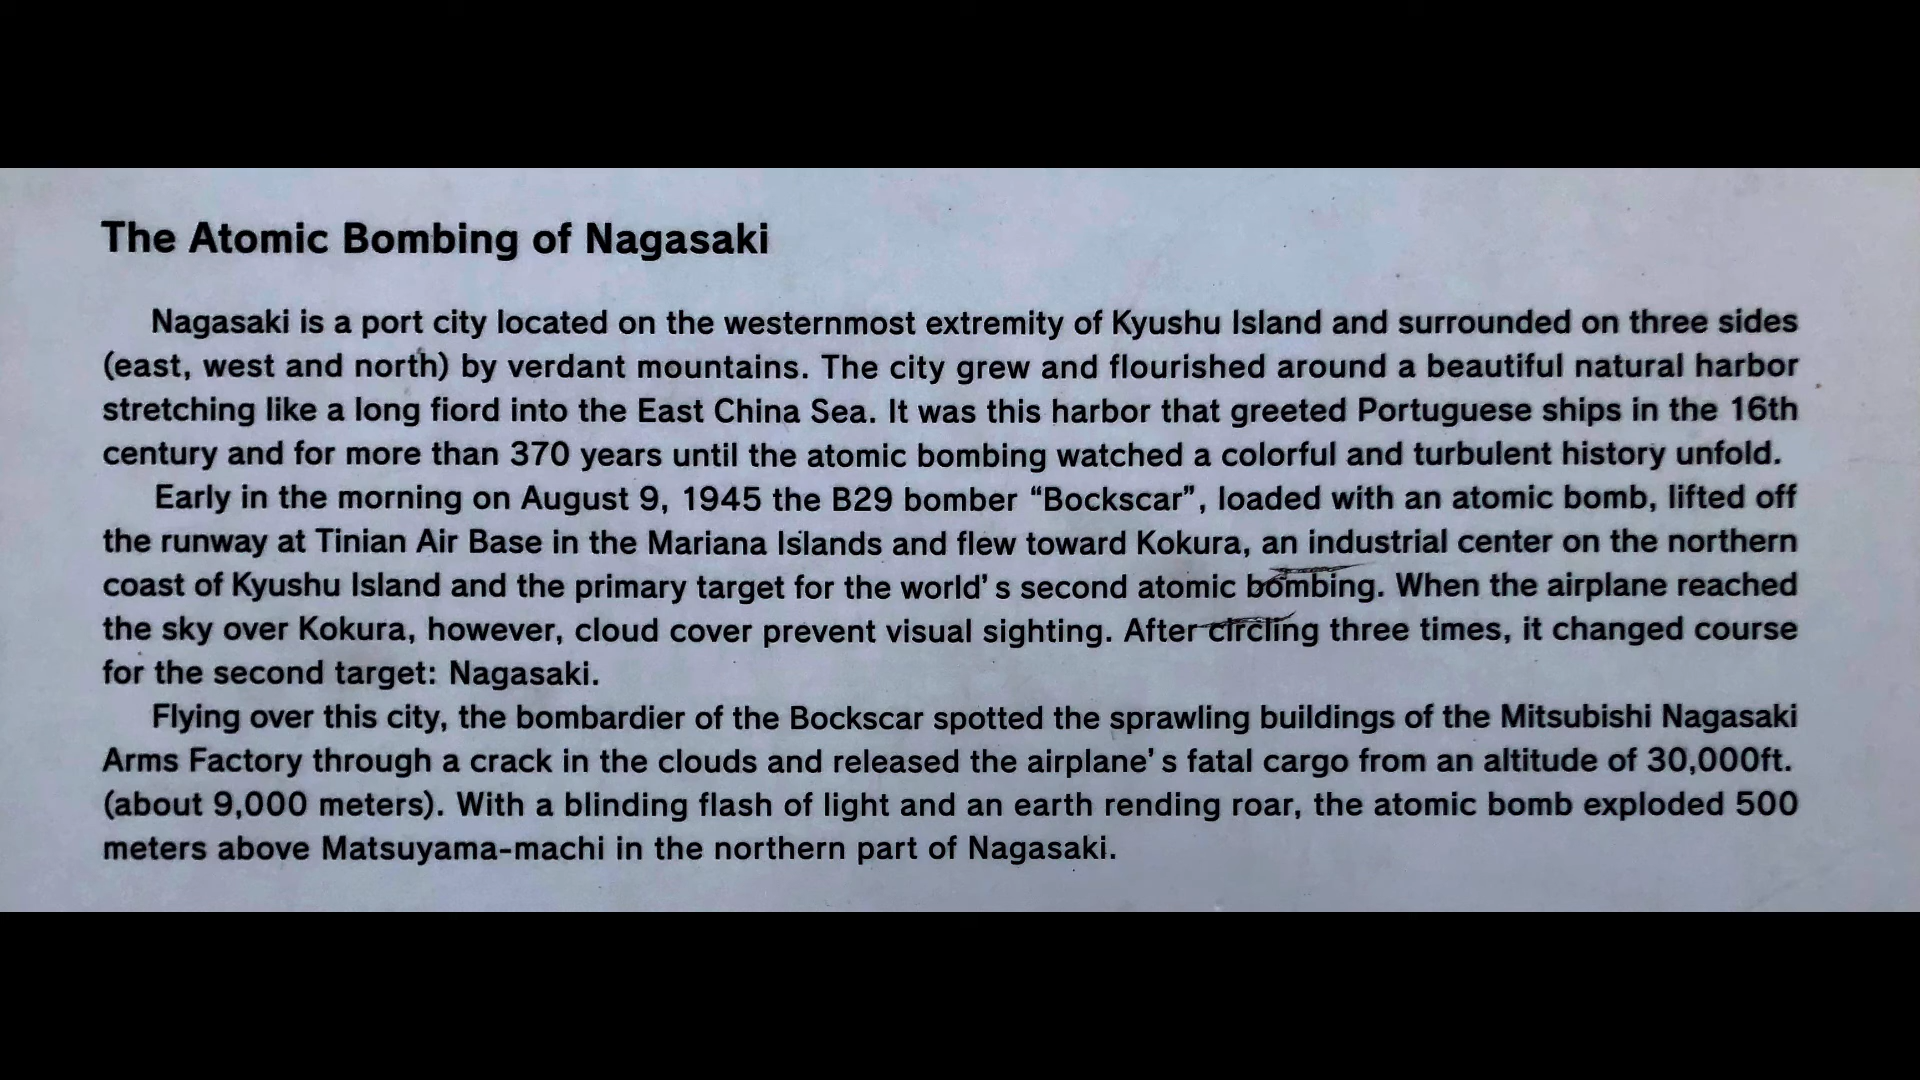 The Atomic Bombing of Nagasaki
Nagasaki is a port city located on the westernmost extremity of Kyushu Island and surrounded on three sides
(east, west and north) by verdant mountains. The city grew and flourished around a beautiful natural harbor
stretching like a long fiord into the East China Sea. It was this harbor that greeted Portuguese ships in the 16th
century and for more than 370 years until the atomic bombing watched a colorful and turbulent history unfold.
Early in the morning on August 9, 1945 the B29 bomber “Bockscar”, loaded with an atomic bomb, lifted off
the runway at Tinian Air Base in the Mariana Islands and flew toward Kokura, an industrial center on the northern
coast of Kyushu Island and the primary target for the world’s second atomic bombing. When the airplane reached
the sky over Kokura, however, cloud cover prevent visual sighting. After circling three times, it changed course
for the second target: Nagasaki.
Flying over this city, the bombardier of the Bockscar spotted the sprawling buildings of the Mitsubishi Nagasaki
Arms Factory through a crack in the clouds and released the airplane’s fatal cargo from an altitude of 30,000ft.
(about 9,000 meters). With a blinding flash of light and an earth rending roar, the atomic bomb exploded 500
meters above Matsuyama-machi in the northern part of Nagasaki.